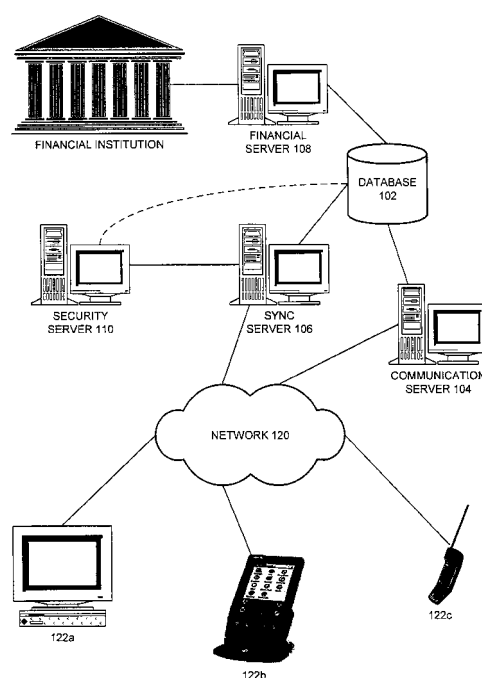 FINANCIAL INSTITUTION
FINANCIAL
SERVER 108
DATABASE
102
SECURITY
SERVER 110
SYNC
SERVER 106
COMMUNICATION
SERVER 104
NETWORK 120
122a
122b
122c